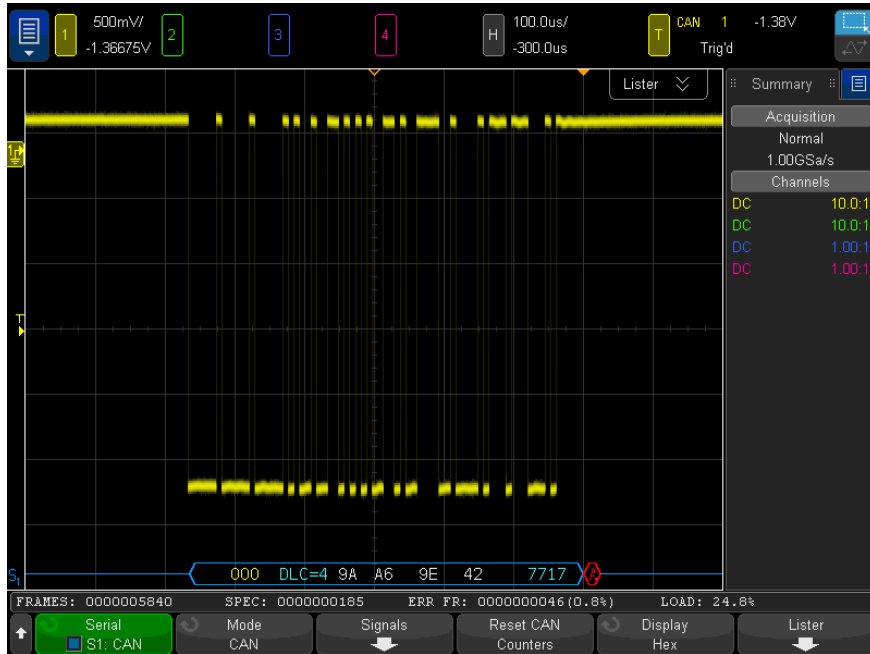 1 500mV/ -1.36675V 2 3 4 H 100.0us/ -300.0us T CAN 1 -1.38V Trig'd
Lister
Summary
Acquisition
Normal
1.00GSa/s
Channels
DC 10.0:1
DC 10.0:1
DC 1.00:1
DC 1.00:1
1
T
S1 000 DLC=4 9A A6 9E 42 7717 A
FRAMES: 0000005840 SPEC: 0000000185 ERR FR: 0000000046(0.8%) LOAD: 24.8%
Serial Mode Signals Reset CAN Display Lister
S1: CAN CAN Counters Hex